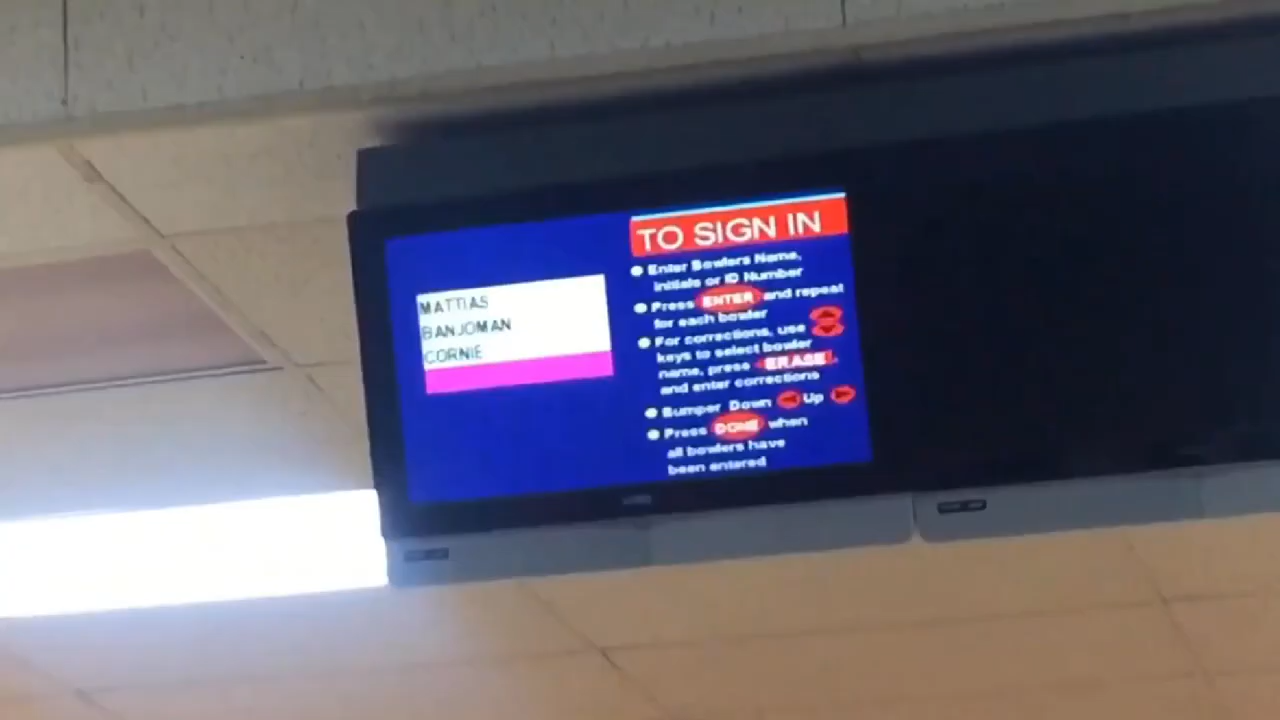 MATTIAS
BANJOMAN
CORNIE
TO SIGN IN
Enter Bowlers Name,
initials or ID Number
Press ENTER and repeat
for each bowler
For corrections, use
keys to select bowler
name, press ERASE,
and enter corrections
Bumper Down Up
Press DONE when
all bowlers have
been entered